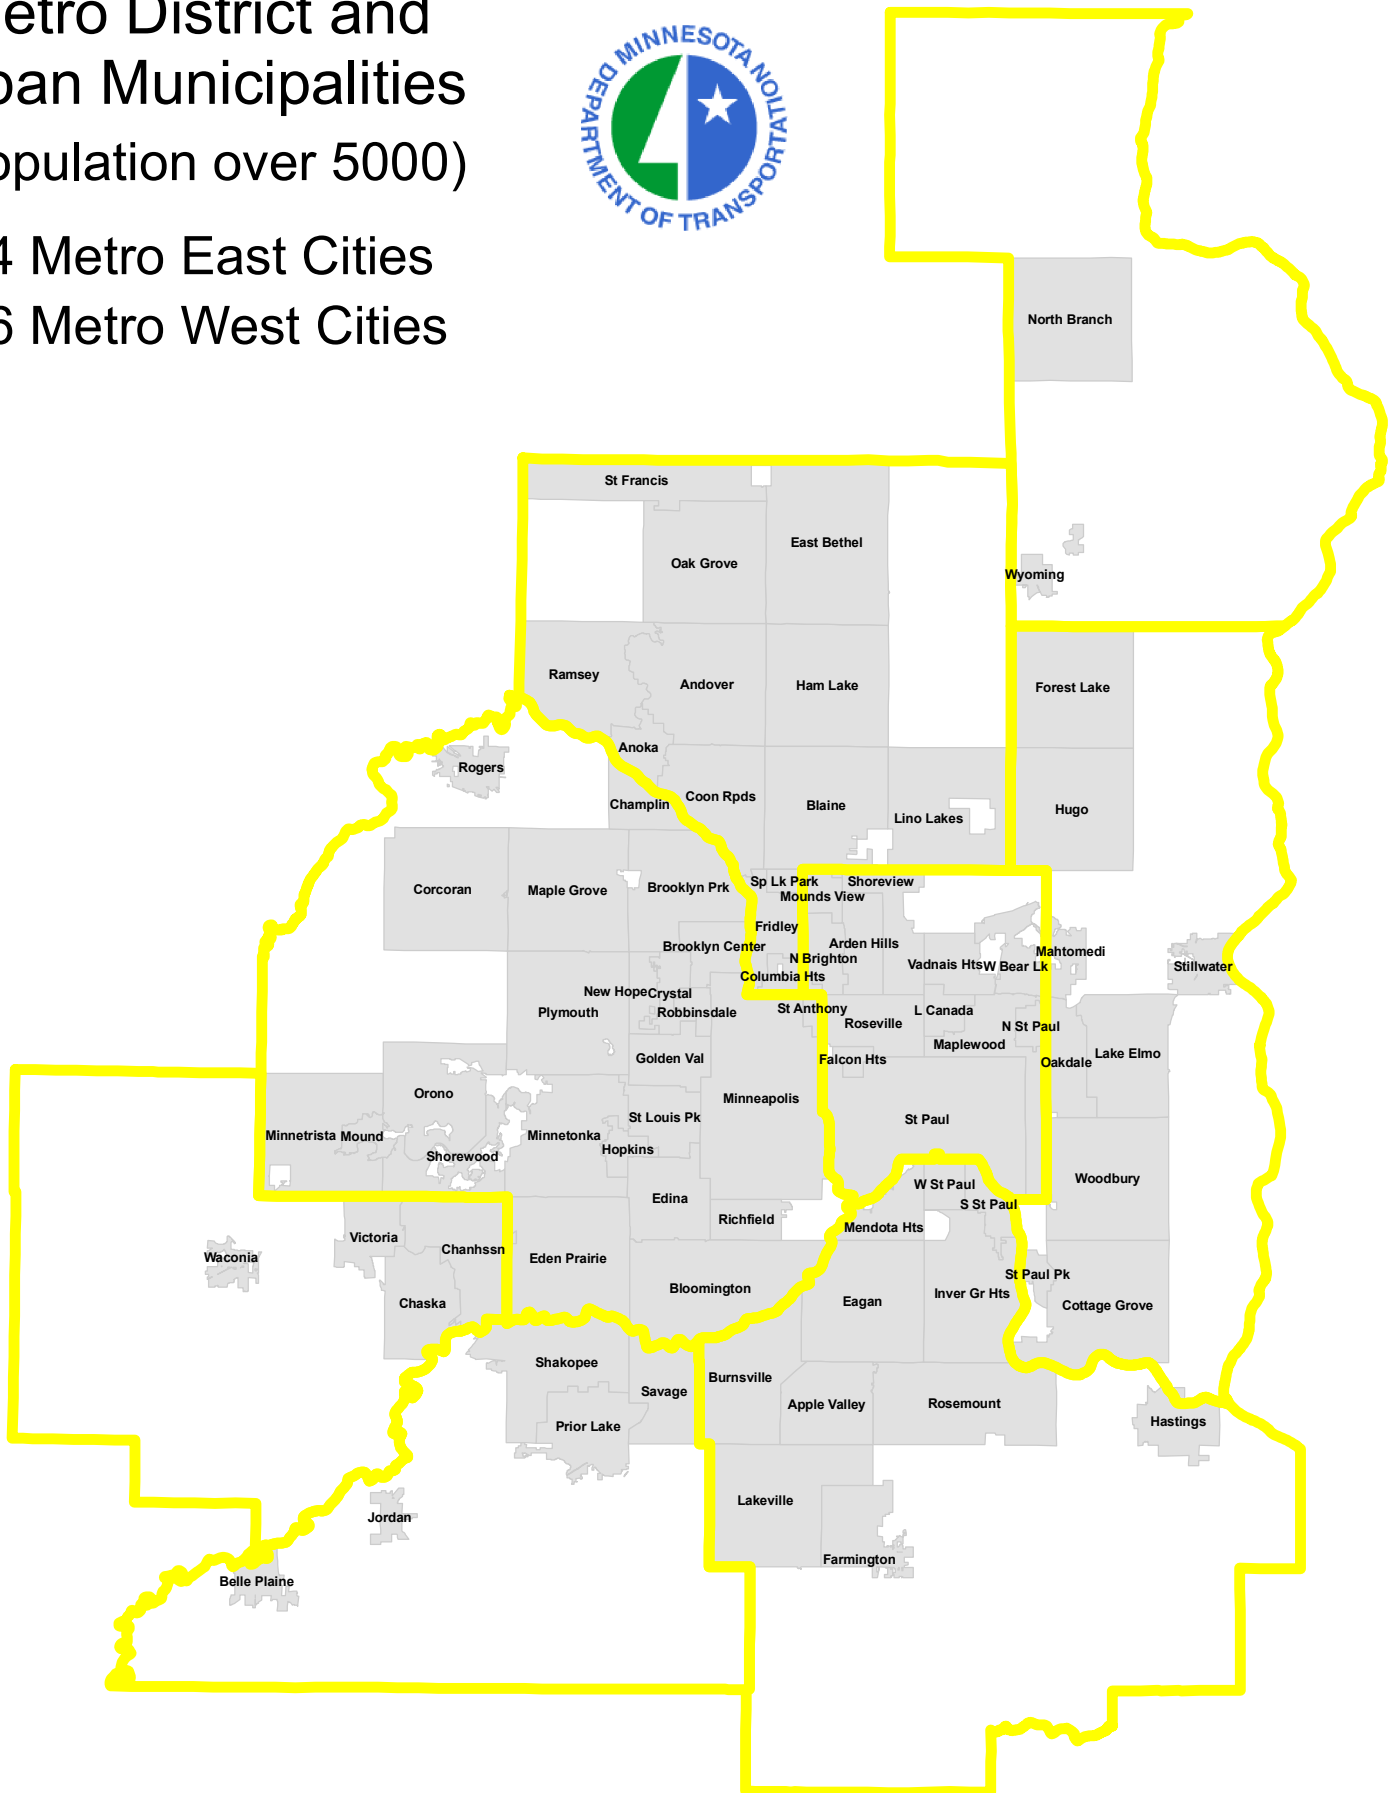 etro District and
ban Municipalities
opulation over 5000)
4 Metro East Cities
6 Metro West Cities
MINNESOTA
DEPARTMENT OF TRANSPORTATION
North Branch
St Francis
East Bethel
Oak Grove
Wyoming
Ramsey
Andover
Ham Lake
Forest Lake
Anoka
Rogers
Champlin
Coon Rpds
Blaine
Lino Lakes
Hugo
Corcoran
Maple Grove
Brooklyn Prk
Sp Lk Park
Shoreview
Mounds View
Fridley
Brooklyn Center
Arden Hills
N Brighton
Vadnais Hts
W Bear Lk
Mahtomedi
Stillwater
Columbia Hts
New Hope
Crystal
Plymouth
Robbinsdale
St Anthony
Roseville
L Canada
N St Paul
Maplewood
Golden Val
Falcon Hts
Oakdale
Lake Elmo
Orono
Minneapolis
St Louis Pk
St Paul
Minnetrista
Mound
Minnetonka
Shorewood
Hopkins
Woodbury
Edina
W St Paul
S St Paul
Richfield
Mendota Hts
Victoria
Chanhssn
Waconia
Eden Prairie
Bloomington
St Paul Pk
Inver Gr Hts
Chaska
Eagan
Cottage Grove
Shakopee
Savage
Burnsville
Apple Valley
Rosemount
Prior Lake
Hastings
Lakeville
Jordan
Farmington
Belle Plaine